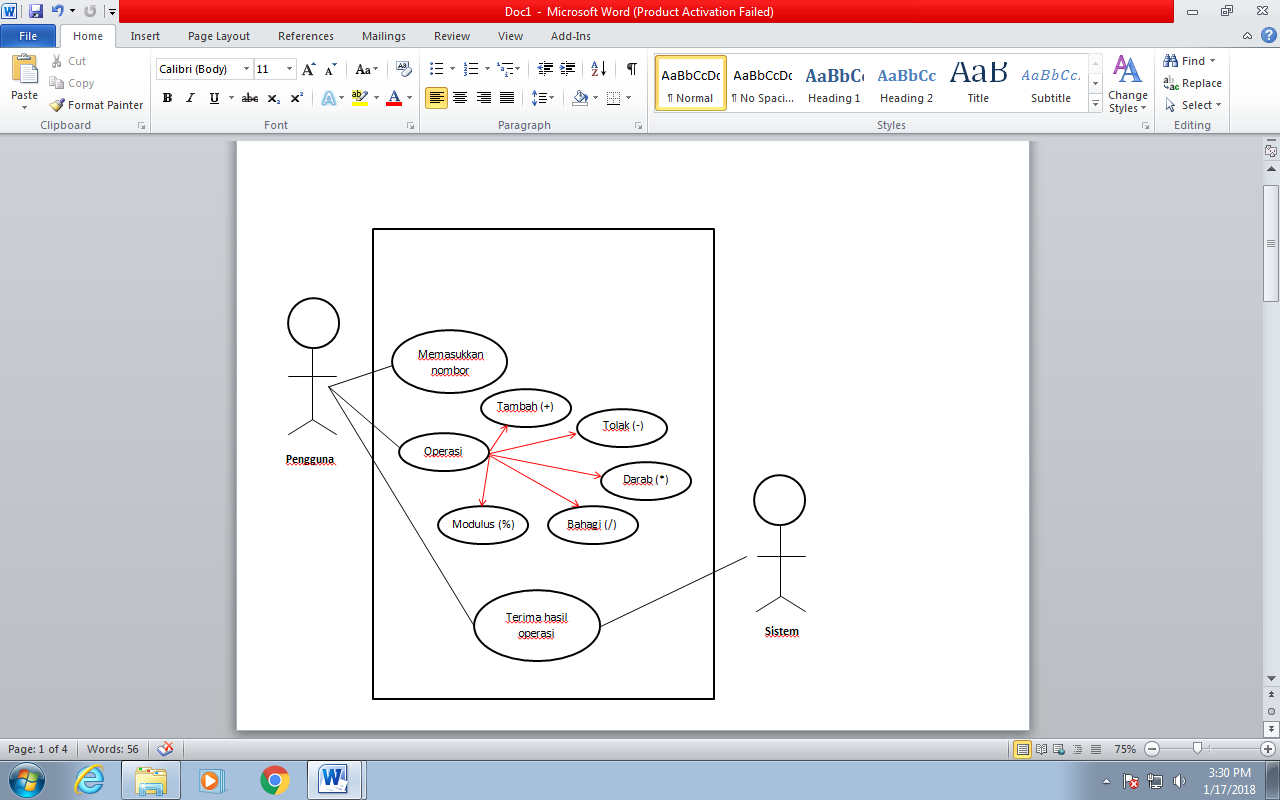 Doc1 - Microsoft Word (Product Activation Failed)
File Home Insert Page Layout References Mailings Review View Add-Ins
Paste
Cut
Copy
Format Painter
Clipboard
Calibri (Body) 11
Font
Paragraph
AaBbCcDc AaBbCcDc AaBbCc AaBbCc AaB AaBbCc.
¶ Normal ¶ No Spaci... Heading 1 Heading 2 Title Subtitle
Styles
Change Styles
Find
Replace
Select
Editing
Memasukkan
nombor
Tambah (+)
Tolak (-)
Operasi
Pengguna
Darab (*)
Modulus (%)
Bahagi (/)
Terima hasil
operasi
Sistem
Page: 1 of 4 Words: 56 75%
3:30 PM
1/17/2018